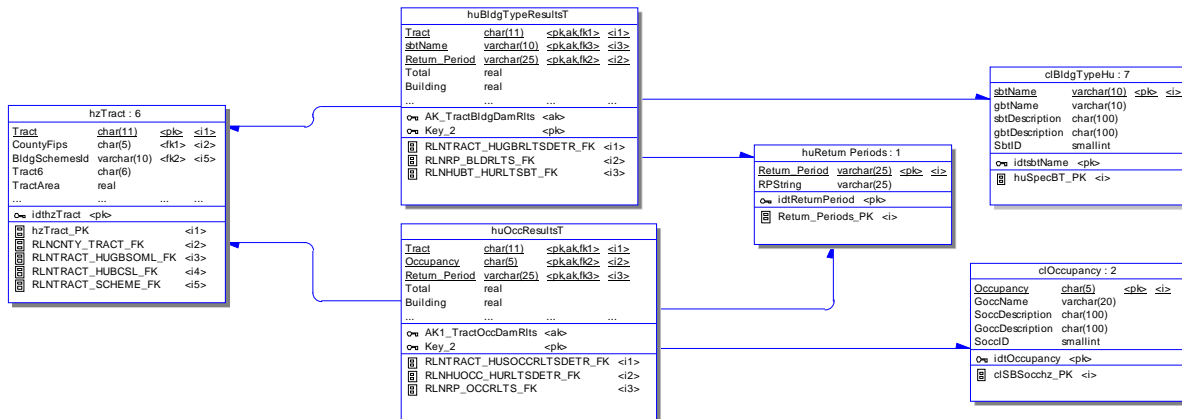 huBldgTypeResultsT
Tract char(11) <pk,ak,fk1> <i1>
sbtName varchar(10) <pk,ak,fk3> <i3>
Return_Period varchar(25) <pk,ak,fk2> <i2>
Total real
Building real
... ... ... ...
AK_TractBldgDamRlts <ak>
Key_2 <pk>
RLNTRACT_HUGBRLTSDETR_FK <i1>
RLNRP_BLDRLTS_FK <i2>
RLNHUBT_HURLTSBT_FK <i3>
clBldgTypeHu : 7
sbtName varchar(10) <pk> <i>
gbtName varchar(10)
sbtDescription char(100)
gbtDescription char(100)
SbtID smallint
idtsbtName <pk>
huSpecBT_PK <i>
hzTract : 6
Tract char(11) <pk> <i1>
CountyFips char(5) <fk1> <i2>
BldgSchemesId varchar(10) <fk2> <i5>
Tract6 char(6)
TractArea real
... ... ... ...
idthzTract <pk>
hzTract_PK <i1>
RLNCNTY_TRACT_FK <i2>
RLNTRACT_HUGBSOML_FK <i3>
RLNTRACT_HUBCSL_FK <i4>
RLNTRACT_SCHEME_FK <i5>
huReturn Periods : 1
Return_Period varchar(25) <pk> <i>
RPString varchar(25)
idtReturnPeriod <pk>
Return_Periods_PK <i>
huOccResultsT
Tract char(11) <pk,ak,fk1> <i1>
Occupancy char(5) <pk,ak,fk2> <i2>
Return_Period varchar(25) <pk,ak,fk3> <i3>
Total real
Building real
... ... ... ...
AK1_TractOccDamRlts <ak>
Key_2 <pk>
RLNTRACT_HUSOCCRLTSDETR_FK <i1>
RLNHUOCC_HURLTSDETR_FK <i2>
RLNRP_OCCRLTS_FK <i3>
clOccupancy : 2
Occupancy char(5) <pk> <i>
GoccName varchar(20)
SoccDescription char(100)
GoccDescription char(100)
SoccID smallint
idtOccupancy <pk>
clSBSocchz_PK <i>